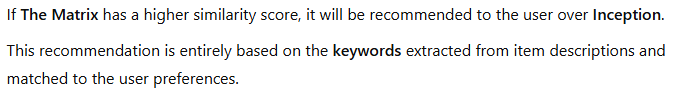 If The Matrix has a higher similarity score, it will be recommended to the user over Inception.
This recommendation is entirely based on the keywords extracted from item descriptions and
matched to the user preferences.